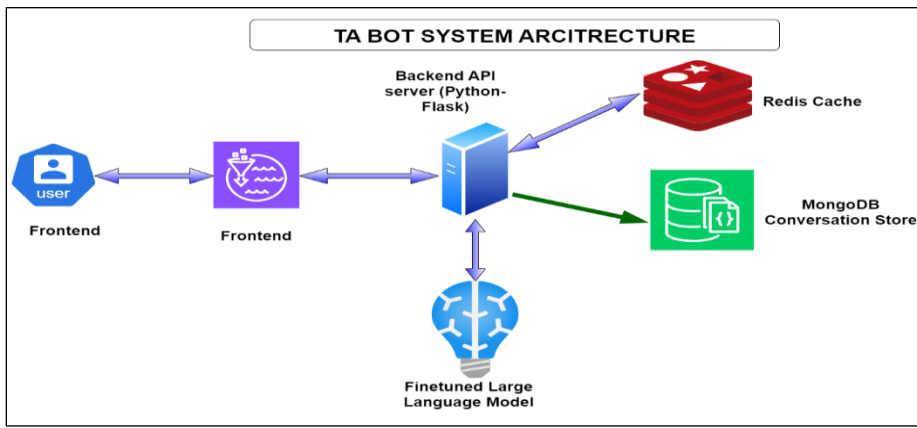 TA BOT SYSTEM ARCITRECTURE
Backend API
server (Python-
Flask)
Redis Cache
user
Frontend
Frontend
MongoDB
Conversation Store
{}
Finetuned Large
Language Model